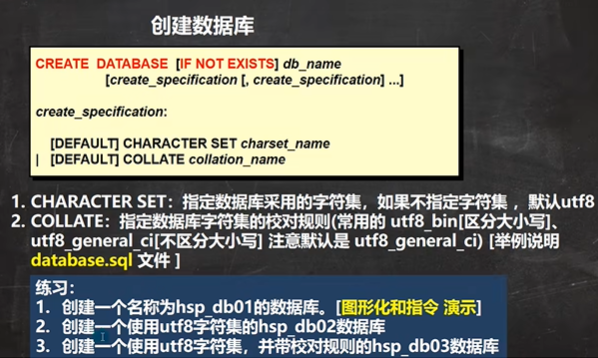 创建数据库
CREATE DATABASE [IF NOT EXISTS] db_name
[create_specification [, create_specification] ...]
create_specification:
[DEFAULT] CHARACTER SET charset_name
| [DEFAULT] COLLATE collation_name
1. CHARACTER SET：指定数据库采用的字符集，如果不指定字符集，默认utf8
2. COLLATE：指定数据库字符集的校对规则(常用的 utf8_bin[区分大小写]、
utf8_general_ci[不区分大小写] 注意默认是 utf8_general_ci) [举例说明
database.sql 文件 ]
练习：
1. 创建一个名称为hsp_db01的数据库。[图形化和指令 演示]
2. 创建一个使用utf8字符集的hsp_db02数据库
3. 创建一个使用utf8字符集，并带校对规则的hsp_db03数据库